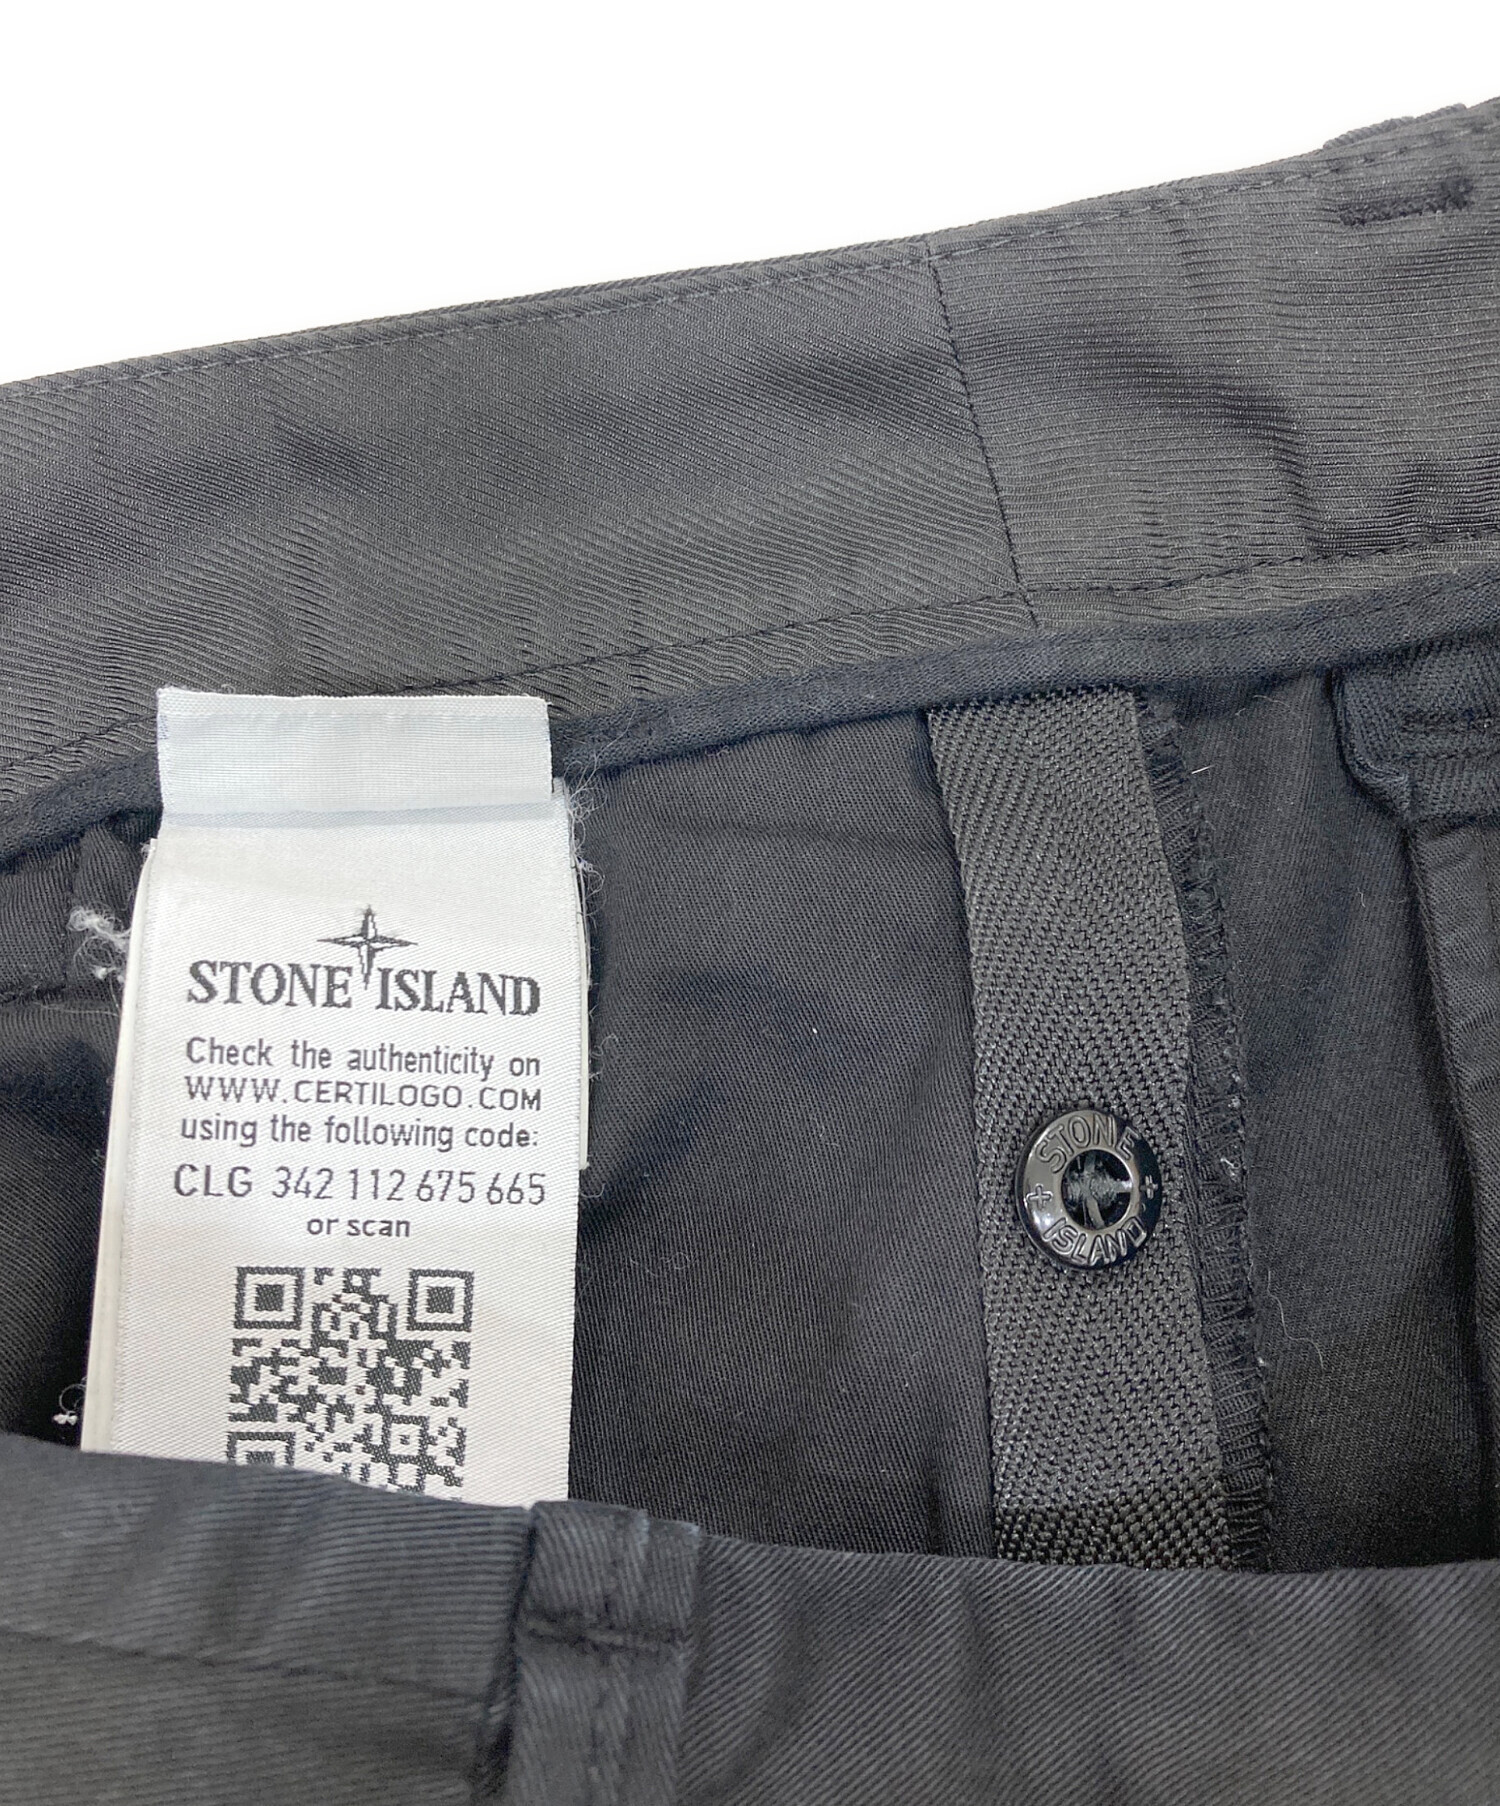 STONE ISLAND
Check the authenticity on
WWW.CERTILOGO.COM
using the following code:
CLG 342 112 675 665
or scan
STONE
ISLAND